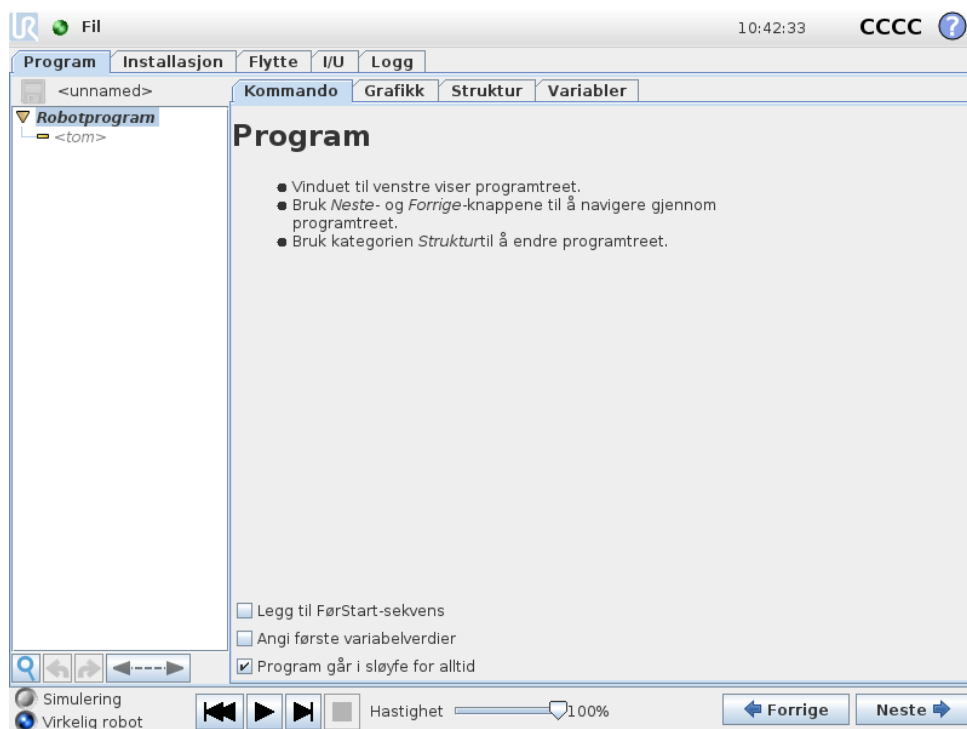 UR Fil 10:42:33 CCCC ?
Program Installasjon Flytte I/U Logg
<unnamed> Kommando Grafikk Struktur Variabler
Robotprogram
<tom>
Program
Vinduet til venstre viser programtreet.
Bruk Neste- og Forrige-knappene til å navigere gjennom
programtreet.
Bruk kategorien Strukturtil å endre programtreet.
Legg til FørStart-sekvens
Angi første variabelverdier
Program går i sløyfe for alltid
Simulering
Virkelig robot
Hastighet 100% Forrige Neste